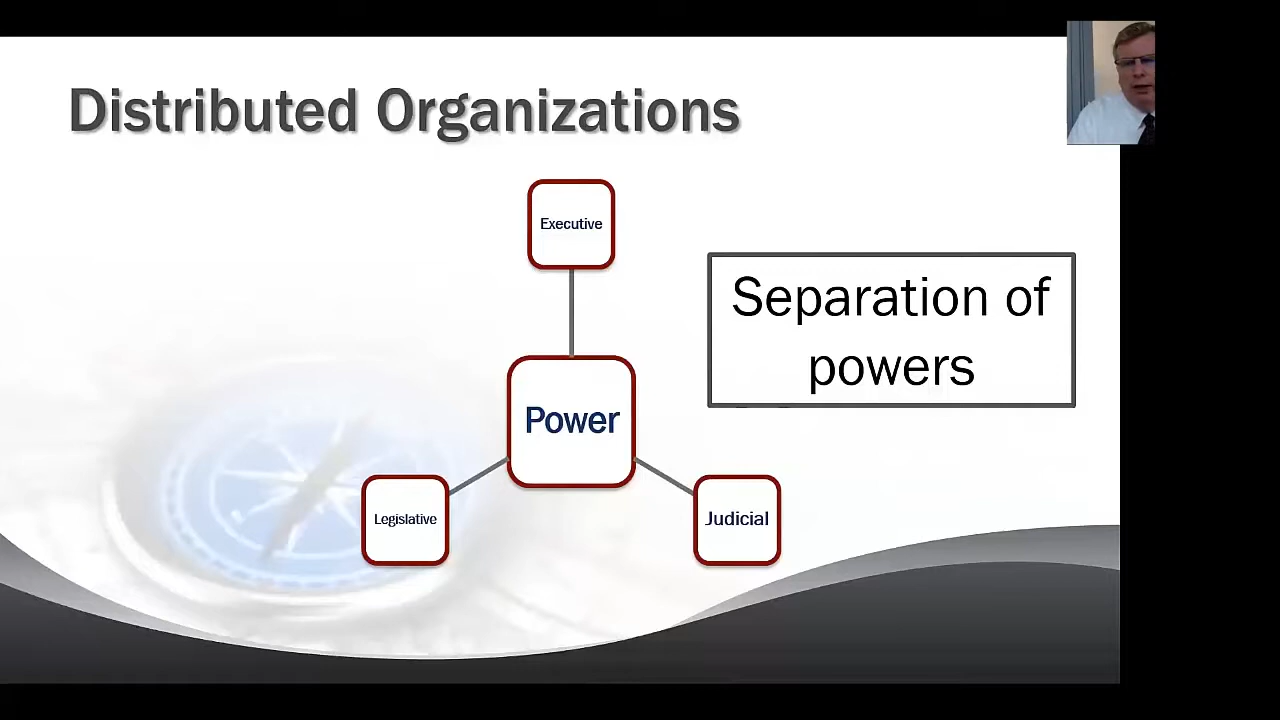 Distributed Organizations
Executive
Separation of
powers
Power
Legislative
Judicial